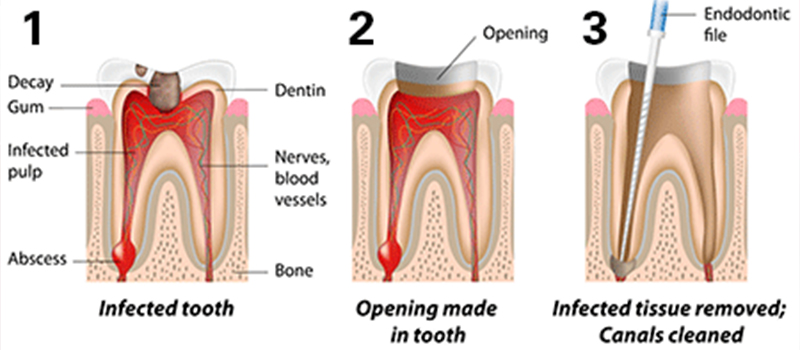 1
Decay
Gum
Infected
pulp
Abscess
Dentin
Nerves,
blood
vessels
Bone
Infected tooth
2
Opening
Opening made
in tooth
3
Endodontic
file
Infected tissue removed;
Canals cleaned